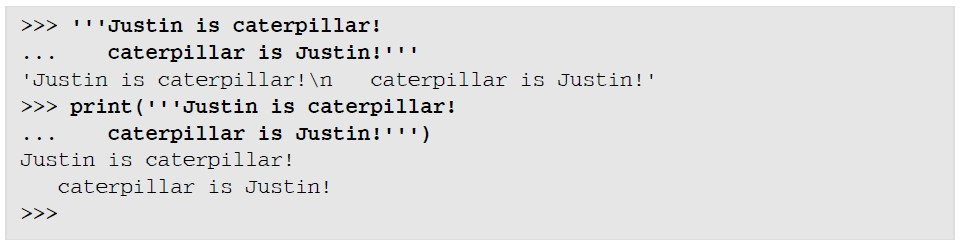 >>> '''Justin is caterpillar!
...    caterpillar is Justin!'''
'Justin is caterpillar!\n   caterpillar is Justin!'
>>> print('''Justin is caterpillar!
...    caterpillar is Justin!''')
Justin is caterpillar!
   caterpillar is Justin!
>>>